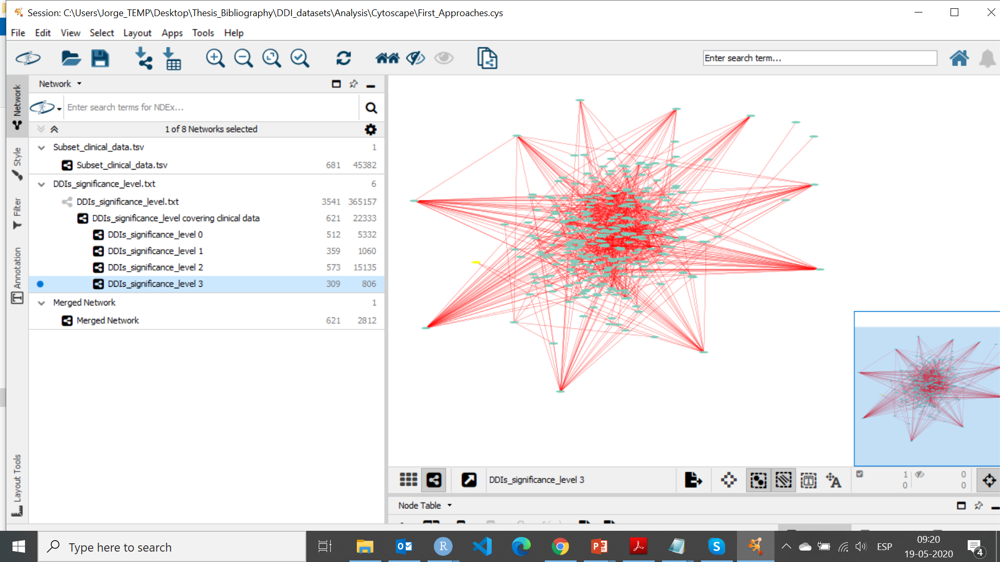 Session: C:\Users\Jorge_TEMP\Desktop\Thesis_Bibliography\DDI_datasets\Analysis\Cytoscape\First_Approaches.cys
File Edit View Select Layout Apps Tools Help
Enter search term...
Network
Enter search terms for NDEx...
1 of 8 Networks selected
Subset_clinical_data.tsv 1
Subset_clinical_data.tsv 681 45382
DDIs_significance_level.txt 6
DDIs_significance_level.txt 3541 365157
DDIs_significance_level covering clinical data 621 22333
DDIs_significance_level 0 512 5332
DDIs_significance_level 1 359 1060
DDIs_significance_level 2 573 15135
DDIs_significance_level 3 309 806
Merged Network 1
Merged Network 621 2812
Network
Style
Filter
Annotation
Layout Tools
DDIs_significance_level 3
1 0
0 0
Node Table
Type here to search
ESP
09:20
19-05-2020
4